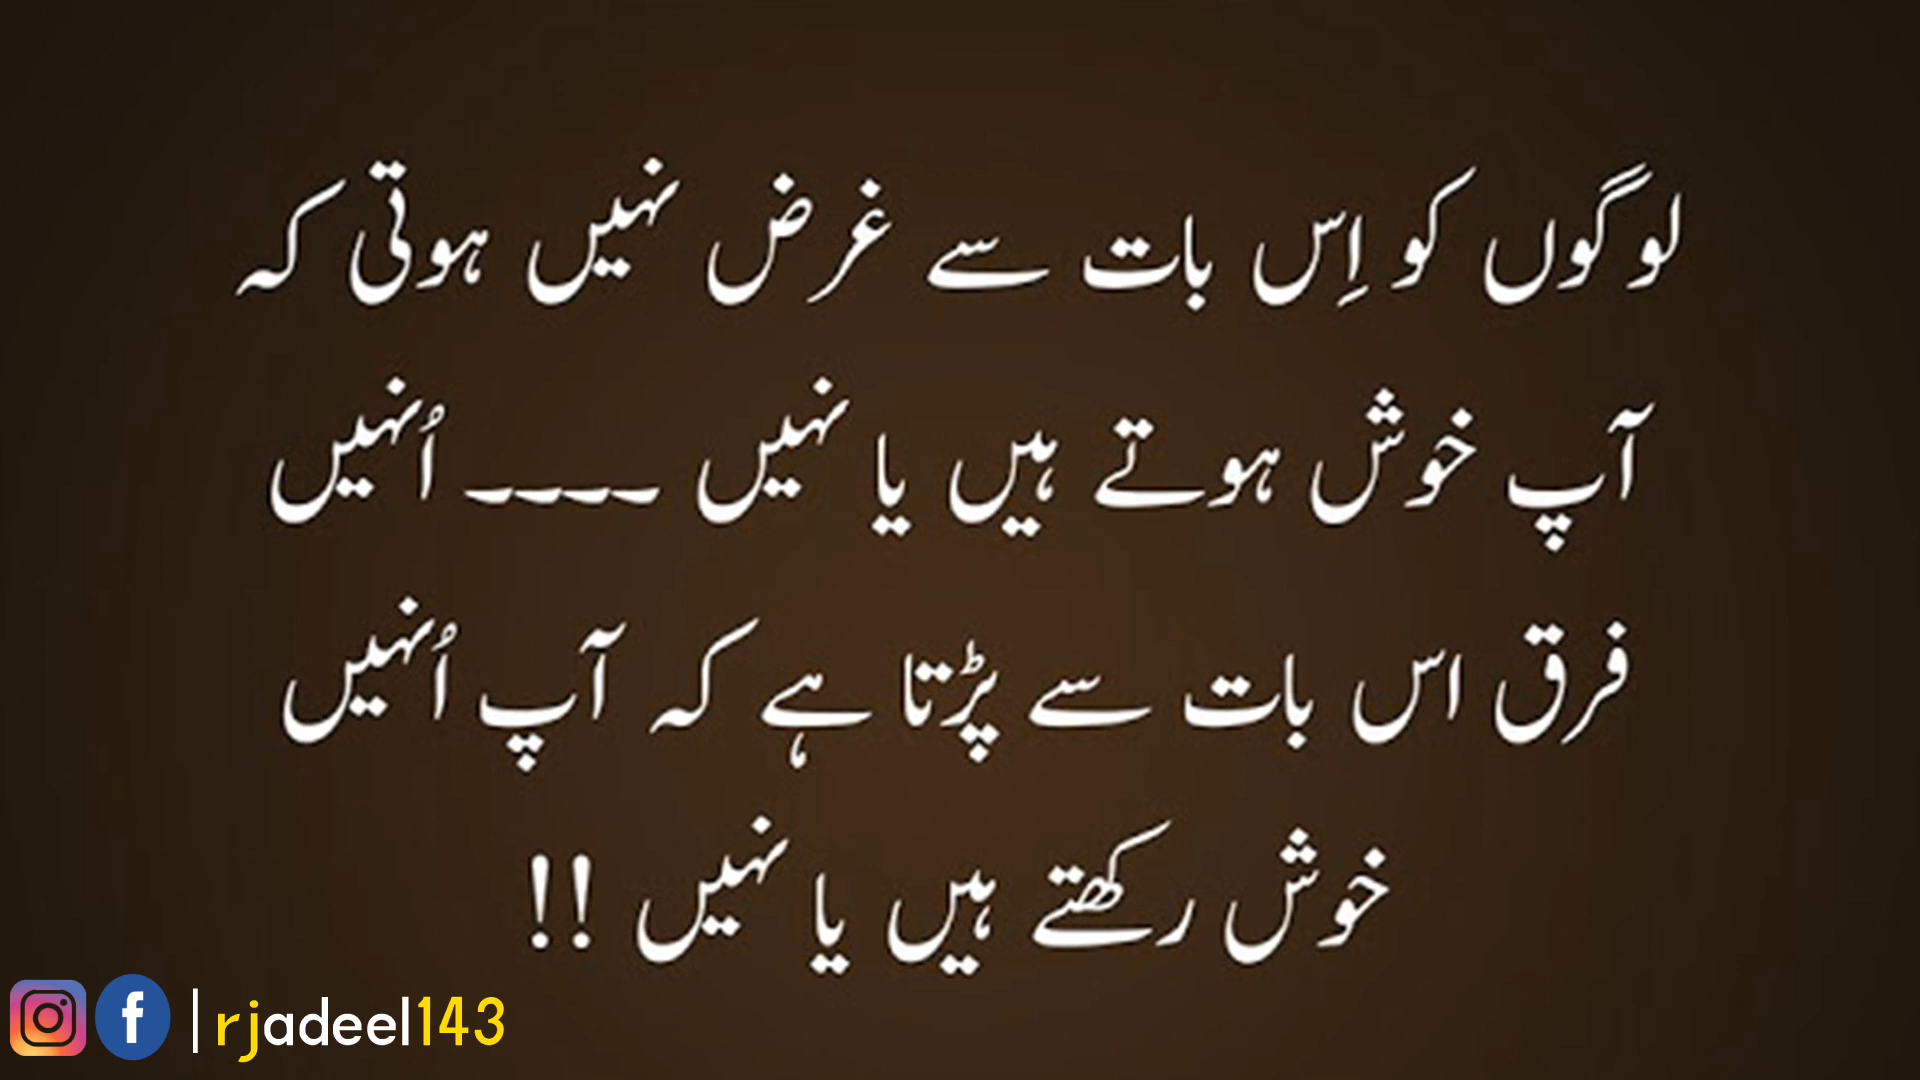 لوگوں کو اِس بات سے غرض نہیں ہوتی کہ
آپ خوش ہوتے ہیں یا نہیں ۔۔۔۔ اُنہیں
فرق اس بات سے پڑتا ہے کہ آپ اُنہیں
خوش رکھتے ہیں یا نہیں !!
rjadeel143